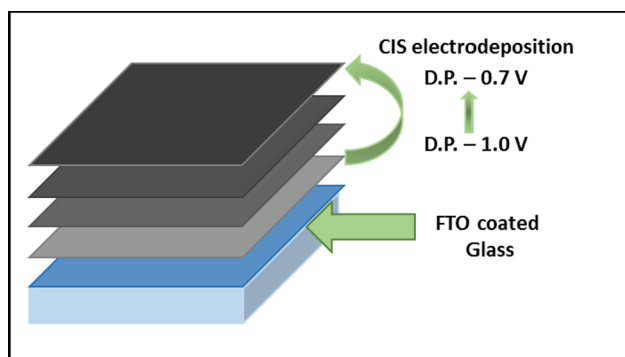 CIS electrodeposition
D.P. – 0.7 V
D.P. – 1.0 V
FTO coated
Glass